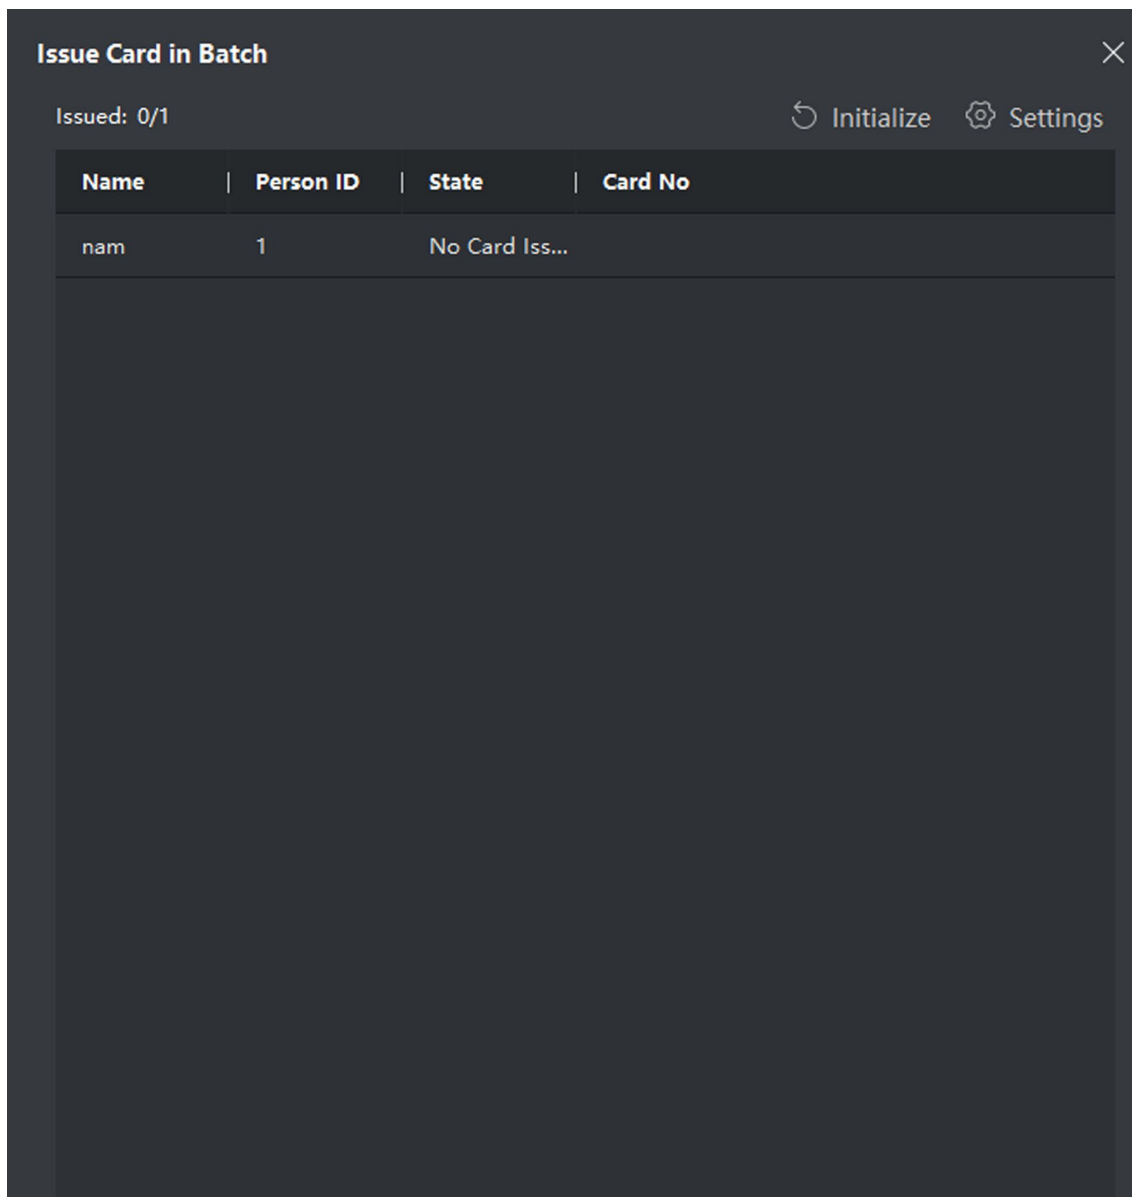 Issue Card in Batch
Issued: 0/1 Initialize Settings
Name | Person ID | State | Card No
nam 1 No Card Iss...